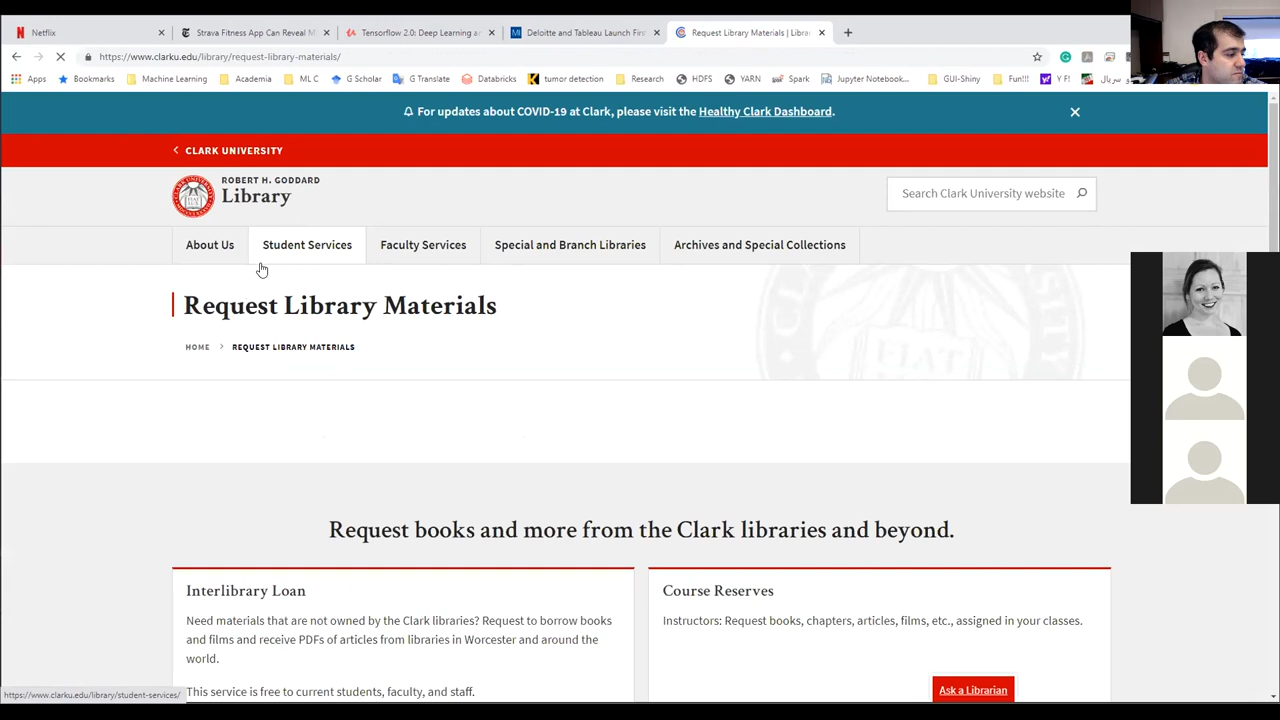 Netflix
Strava Fitness App Can Reveal M
Tensorflow 2.0: Deep Learning a
Deloitte and Tableau Launch Firs
Request Library Materials | Librar
https://www.clarku.edu/library/request-library-materials/
Apps Bookmarks Machine Learning Academia ML C G Scholar G Translate Databricks tumor detection Research HDFS YARN Spark Jupyter Notebook... GUI-Shiny Fun!!! Y F! دو سریال
For updates about COVID-19 at Clark, please visit the Healthy Clark Dashboard.
CLARK UNIVERSITY
ROBERT H. GODDARD
Library
Search Clark University website
About Us Student Services Faculty Services Special and Branch Libraries Archives and Special Collections
Request Library Materials
HOME > REQUEST LIBRARY MATERIALS
Request books and more from the Clark libraries and beyond.
Interlibrary Loan
Need materials that are not owned by the Clark libraries? Request to borrow books
and films and receive PDFs of articles from libraries in Worcester and around the
world.
This service is free to current students, faculty, and staff.
Course Reserves
Instructors: Request books, chapters, articles, films, etc., assigned in your classes.
Ask a Librarian
https://www.clarku.edu/library/student-services/